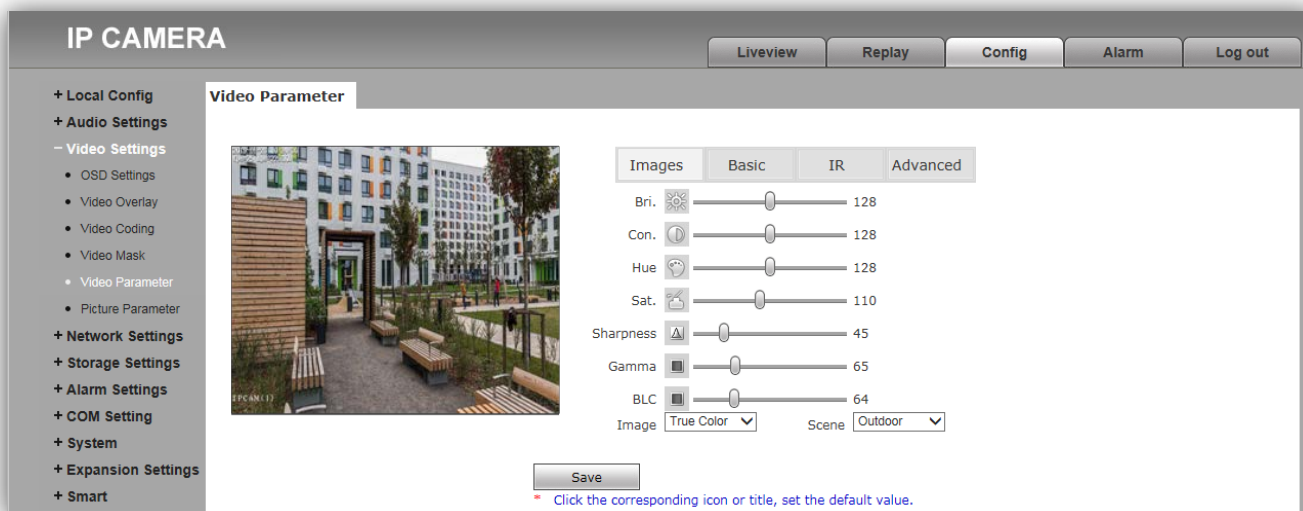 IP CAMERA
Liveview
Replay
Config
Alarm
Log out
+ Local Config
+ Audio Settings
− Video Settings
• OSD Settings
• Video Overlay
• Video Coding
• Video Mask
• Video Parameter
• Picture Parameter
+ Network Settings
+ Storage Settings
+ Alarm Settings
+ COM Setting
+ System
+ Expansion Settings
+ Smart
Video Parameter
IPCAM(1)
Images
Basic
IR
Advanced
Bri. 128
Con. 128
Hue 128
Sat. 110
Sharpness 45
Gamma 65
BLC 64
Image True Color
Scene Outdoor
Save
* Click the corresponding icon or title, set the default value.